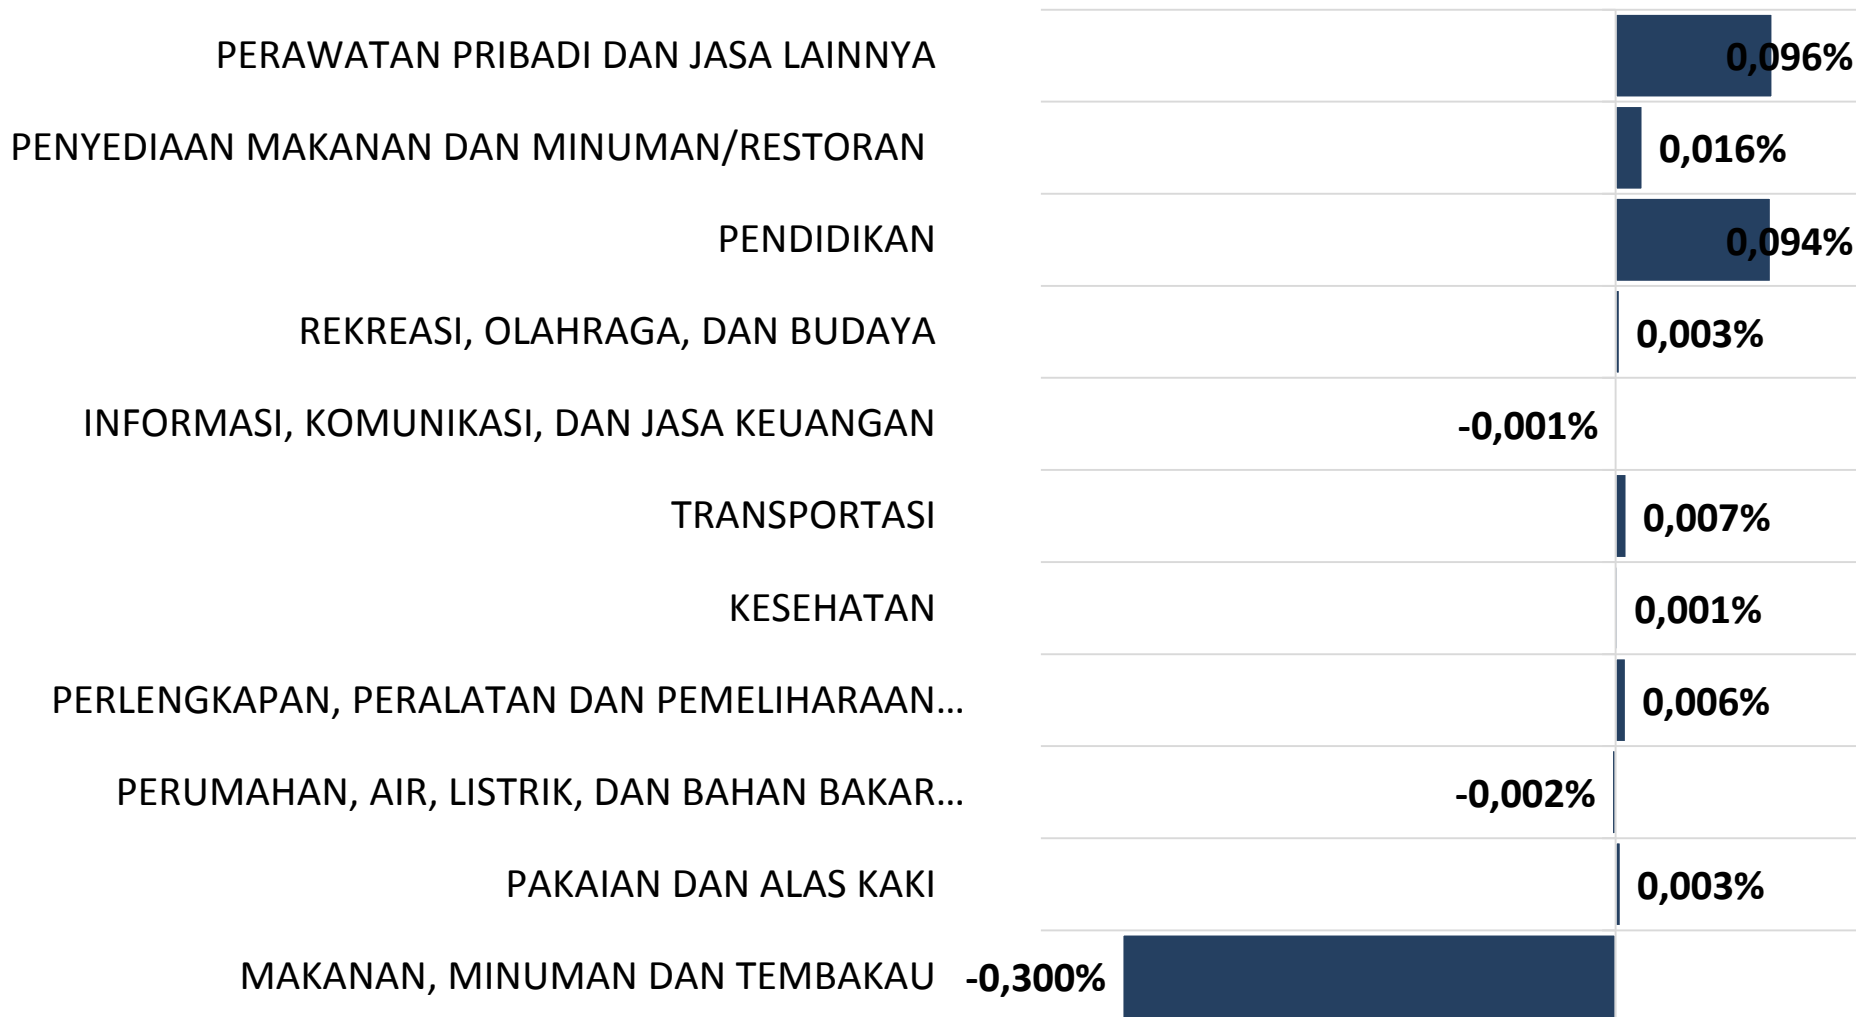 PERAWATAN PRIBADI DAN JASA LAINNYA 0,096%
PENYEDIAAN MAKANAN DAN MINUMAN/RESTORAN 0,016%
PENDIDIKAN 0,094%
REKREASI, OLAHRAGA, DAN BUDAYA 0,003%
INFORMASI, KOMUNIKASI, DAN JASA KEUANGAN -0,001%
TRANSPORTASI 0,007%
KESEHATAN 0,001%
PERLENGKAPAN, PERALATAN DAN PEMELIHARAAN... 0,006%
PERUMAHAN, AIR, LISTRIK, DAN BAHAN BAKAR... -0,002%
PAKAIAN DAN ALAS KAKI 0,003%
MAKANAN, MINUMAN DAN TEMBAKAU -0,300%